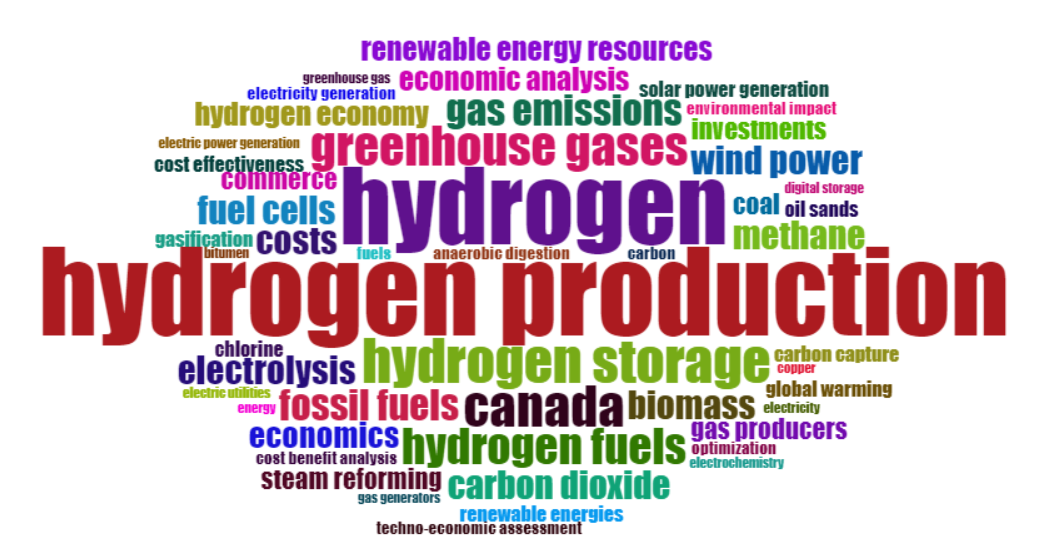 renewable energy resources
greenhouse gas
economic analysis
electricity generation
solar power generation
hydrogen economy
gas emissions
environmental impact
electric power generation
greenhouse gases
investments
cost effectiveness
wind power
commerce
hydrogen
digital storage
fuel cells
coal
oil sands
gasification
costs
methane
bitumen
fuels
anaerobic digestion
carbon
hydrogen production
chlorine
electrolysis
hydrogen storage
carbon capture
copper
electric utilities
global warming
energy
fossil fuels
canada
biomass
electricity
economics
hydrogen fuels
gas producers
optimization
cost benefit analysis
electrochemistry
steam reforming
carbon dioxide
gas generators
renewable energies
techno-economic assessment